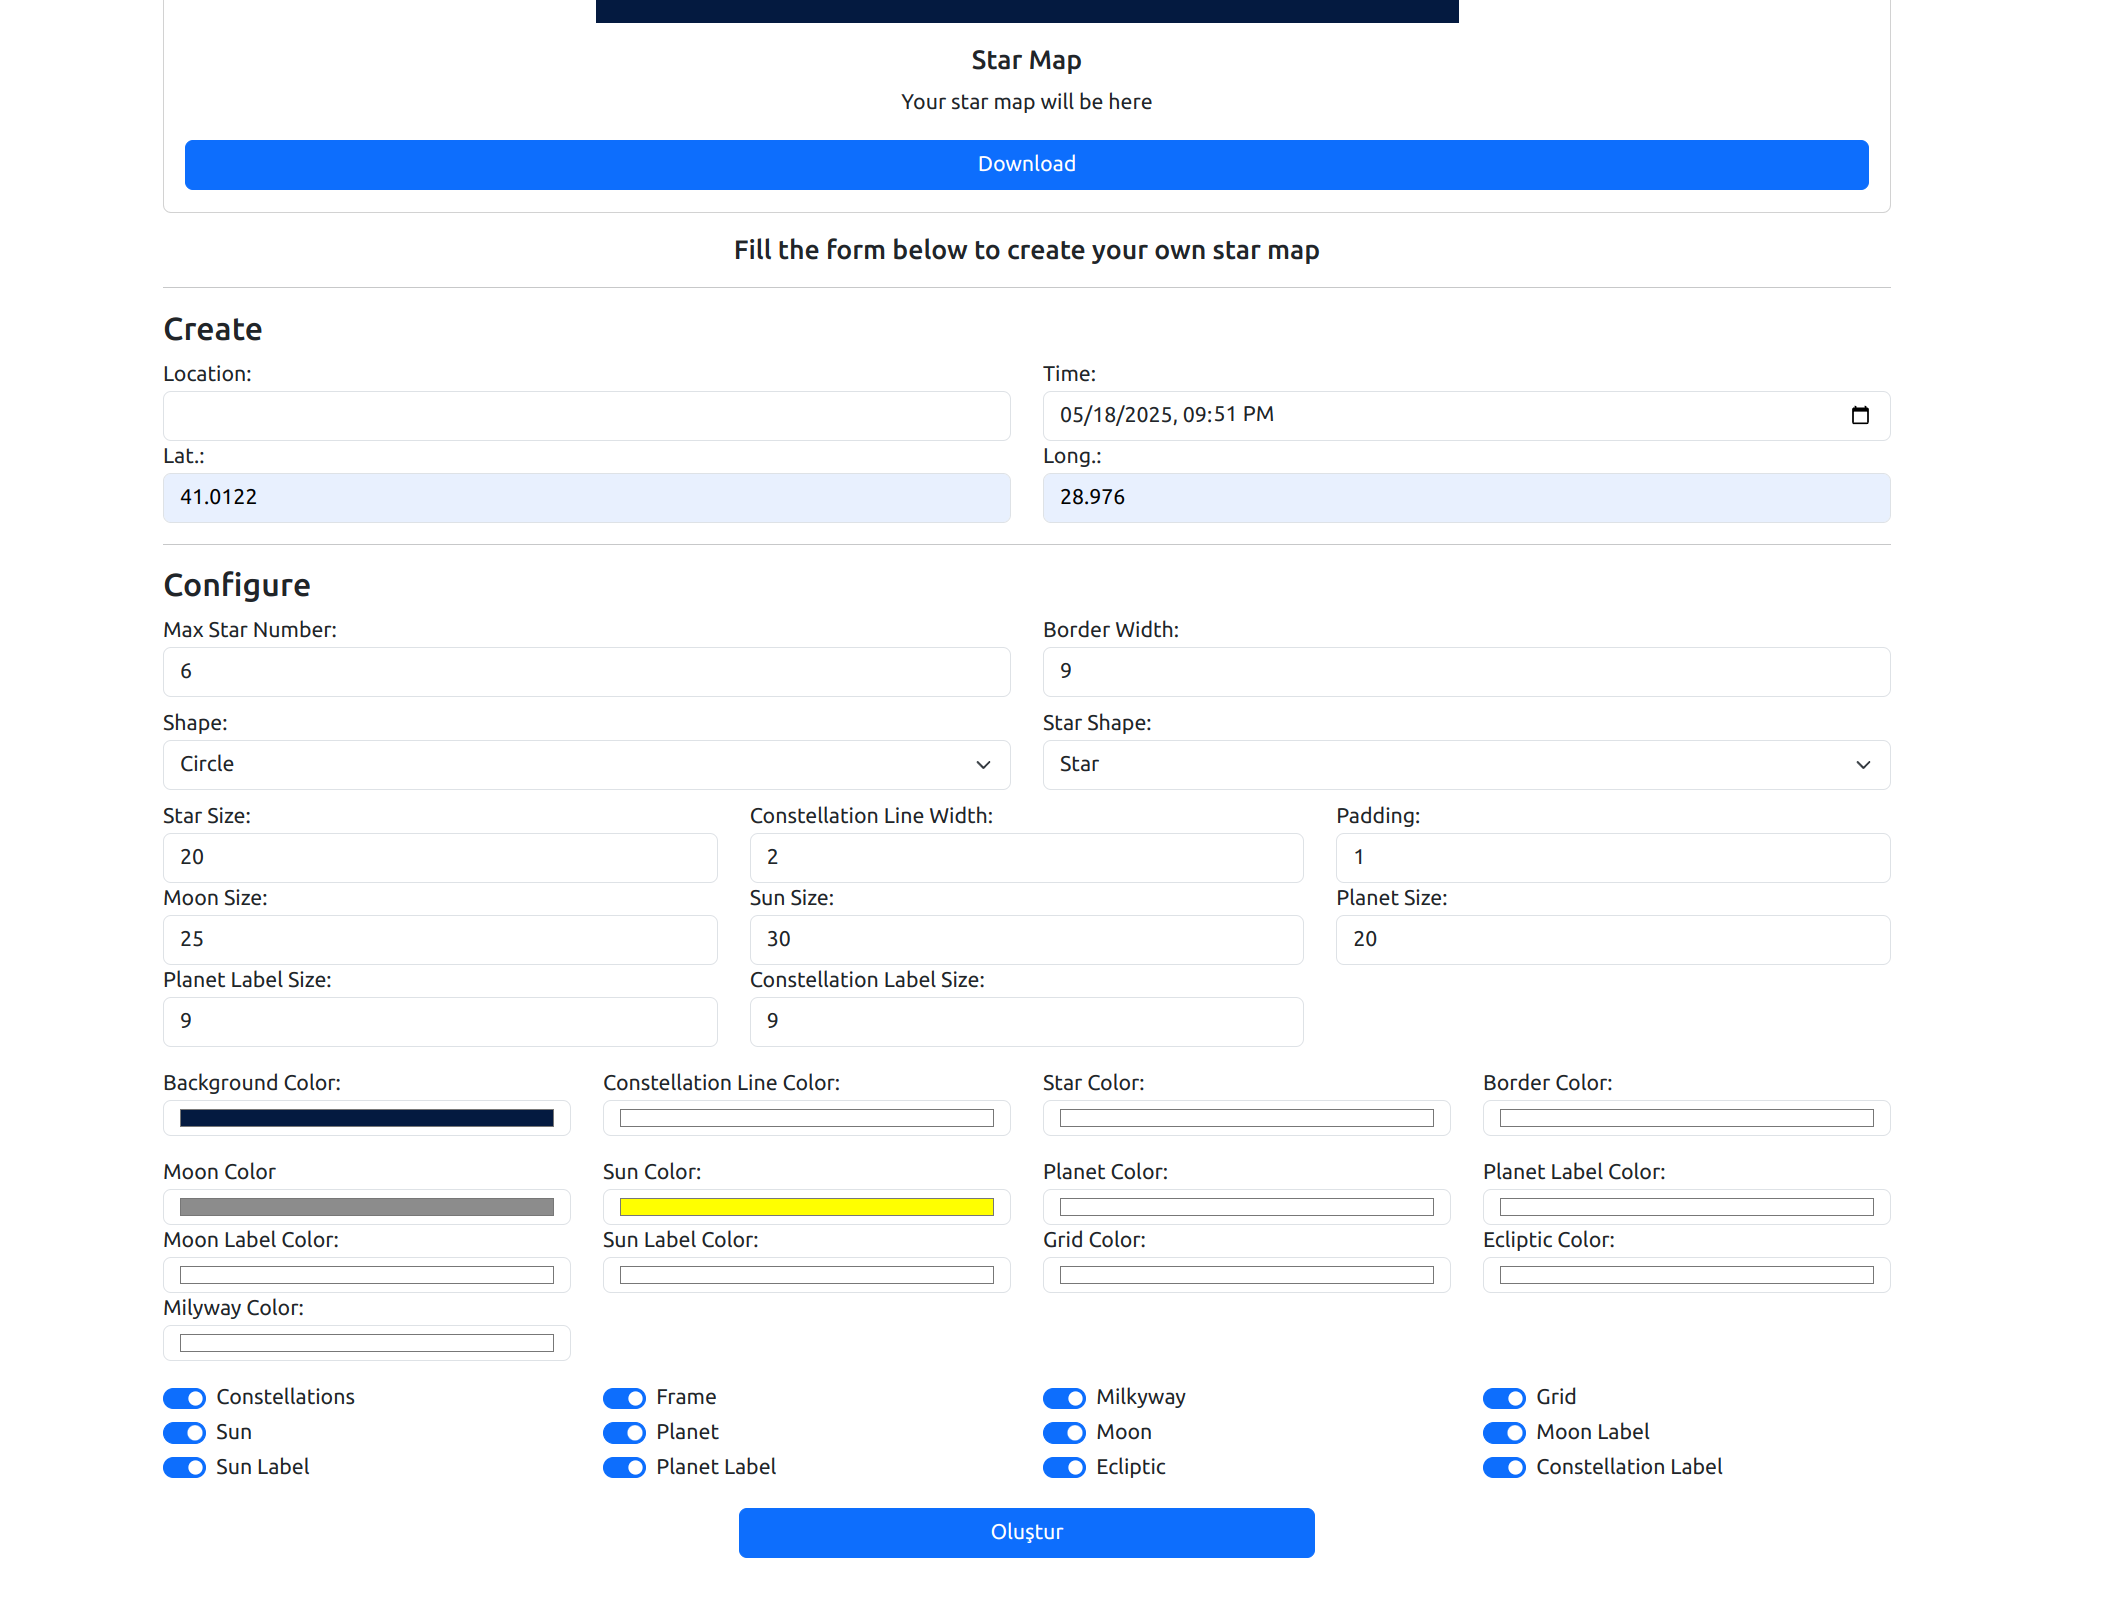 Star Map
Your star map will be here
Download
Fill the form below to create your own star map
Create
Location: Time:
05/18/2025, 09:51 PM
Lat.: Long.:
41.0122 28.976
Configure
Max Star Number: Border Width:
6 9
Shape: Star Shape:
Circle Star
Star Size: Constellation Line Width: Padding:
20 2 1
Moon Size: Sun Size: Planet Size:
25 30 20
Planet Label Size: Constellation Label Size:
9 9
Background Color: Constellation Line Color: Star Color: Border Color:
Moon Color Sun Color: Planet Color: Planet Label Color:
Moon Label Color: Sun Label Color: Grid Color: Ecliptic Color:
Milyway Color:
Constellations Frame Milkyway Grid
Sun Planet Moon Moon Label
Sun Label Planet Label Ecliptic Constellation Label
Oluştur